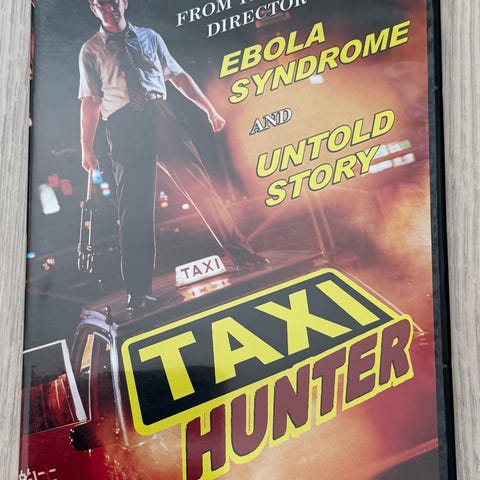 FROM
DIRECTOR
EBOLA
SYNDROME
AND
UNTOLD
STORY
TAXI
TAXI
HUNTER